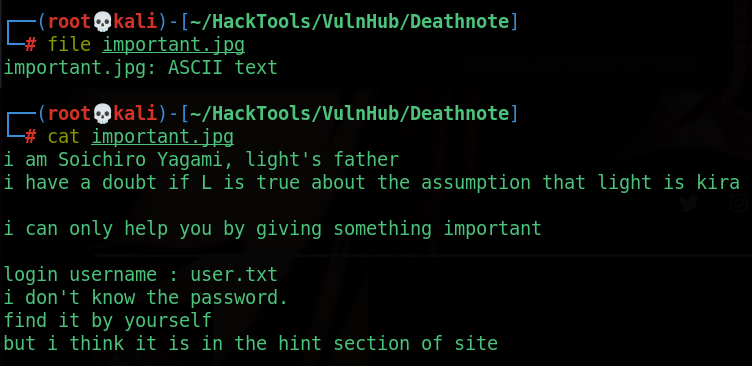 ┌──(root💀kali)-[~/HackTools/VulnHub/Deathnote]
└─# file important.jpg
important.jpg: ASCII text

┌──(root💀kali)-[~/HackTools/VulnHub/Deathnote]
└─# cat important.jpg
i am Soichiro Yagami, light's father
i have a doubt if L is true about the assumption that light is kira

i can only help you by giving something important

login username : user.txt
i don't know the password.
find it by yourself
but i think it is in the hint section of site